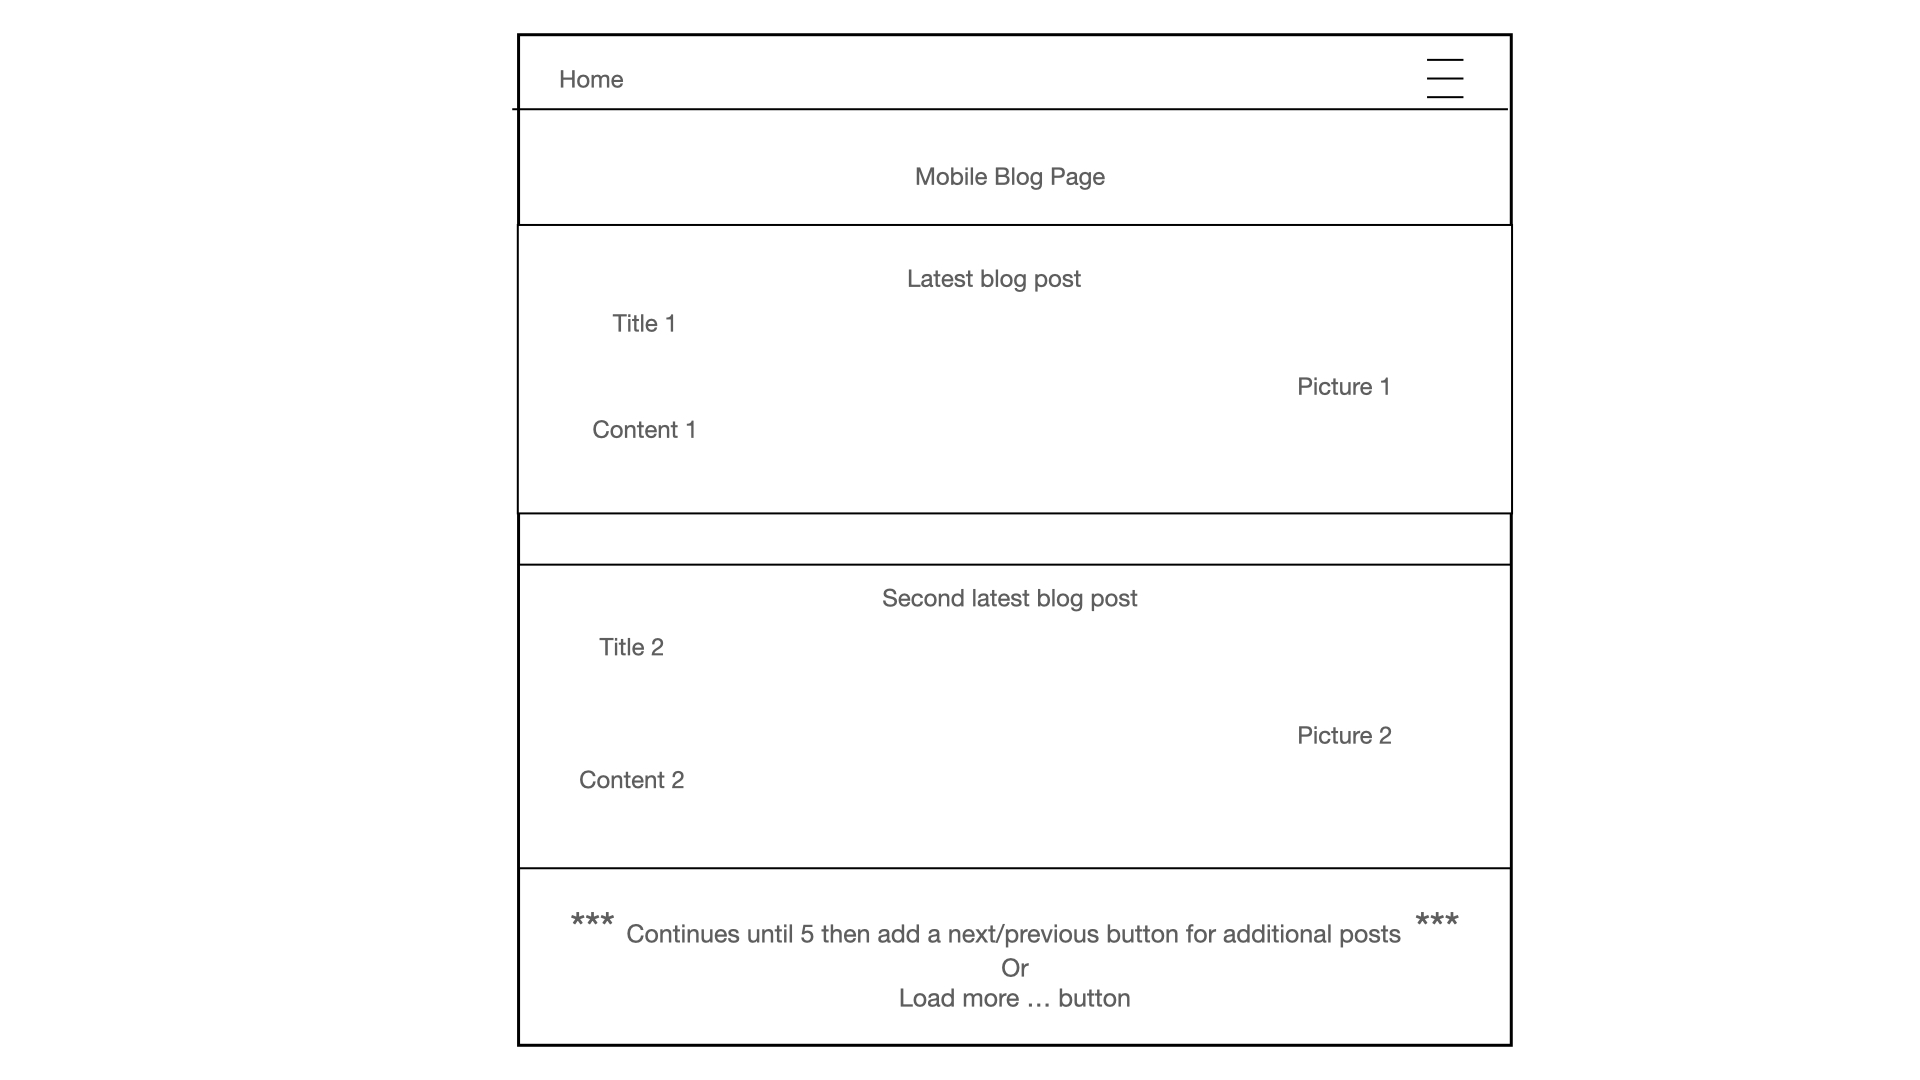 Home
Mobile Blog Page
Latest blog post
Title 1
Picture 1
Content 1
Second latest blog post
Title 2
Picture 2
Content 2
*** Continues until 5 then add a next/previous button for additional posts ***
Or
Load more … button